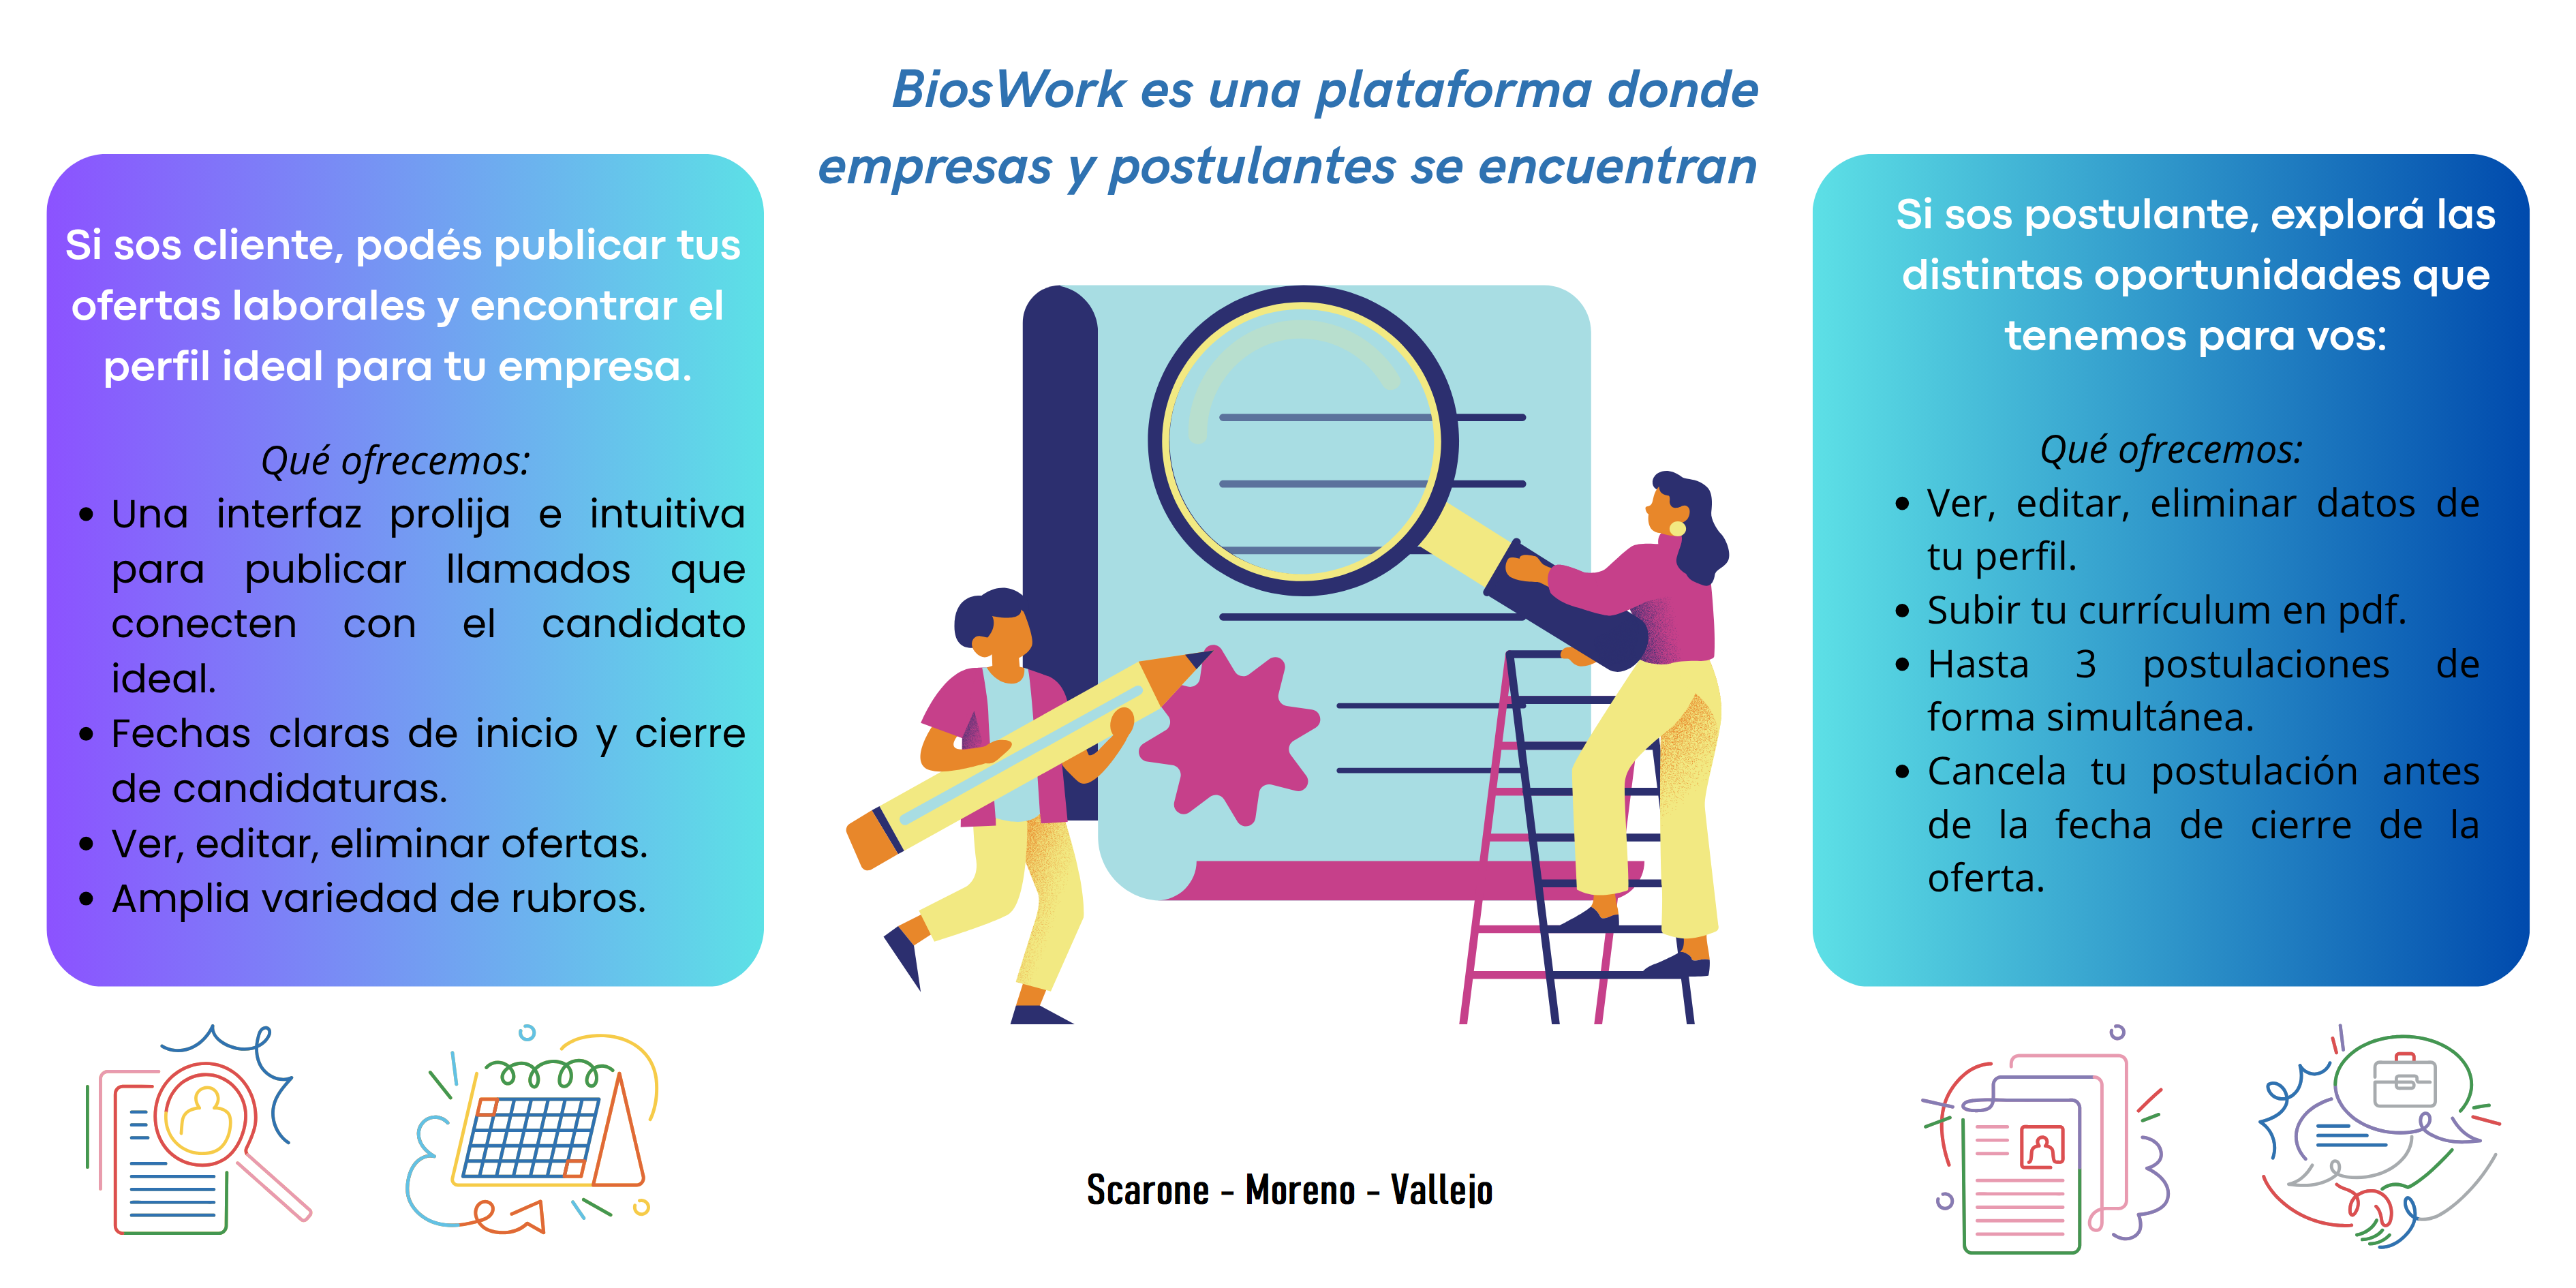 BiosWork es una plataforma donde
empresas y postulantes se encuentran
Si sos cliente, podés publicar tus
ofertas laborales y encontrar el
perfil ideal para tu empresa.
Qué ofrecemos:
• Una interfaz prolija e intuitiva
para publicar llamados que
conecten con el candidato
ideal.
• Fechas claras de inicio y cierre
de candidaturas.
• Ver, editar, eliminar ofertas.
• Amplia variedad de rubros.
Si sos postulante, explorá las
distintas oportunidades que
tenemos para vos:
Qué ofrecemos:
• Ver, editar, eliminar datos de
tu perfil.
• Subir tu currículum en pdf.
• Hasta 3 postulaciones de
forma simultánea.
• Cancela tu postulación antes
de la fecha de cierre de la
oferta.
Scarone - Moreno - Vallejo